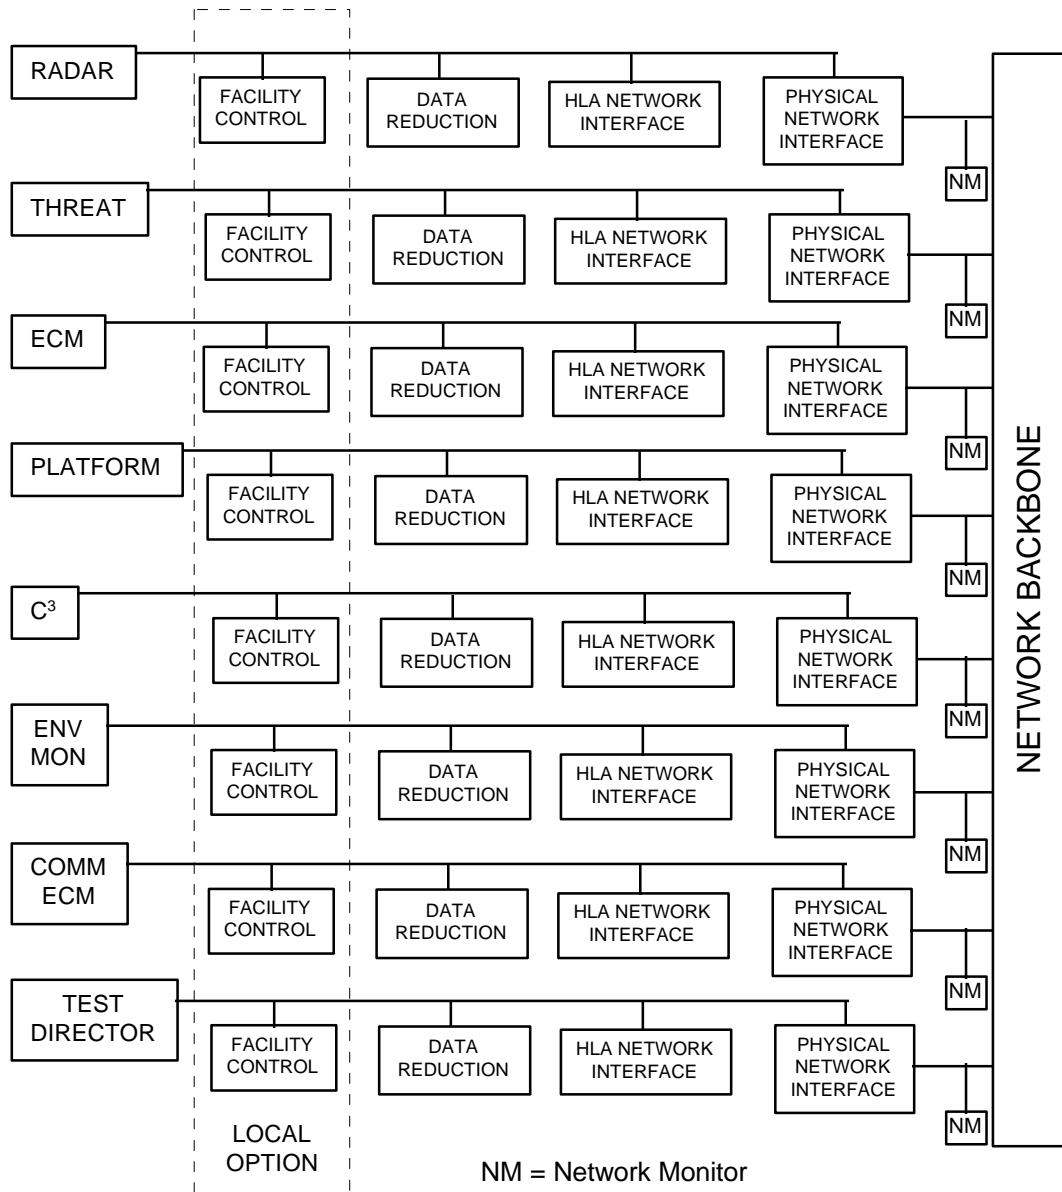 RADAR
FACILITY
CONTROL
DATA
REDUCTION
HLA NETWORK
INTERFACE
PHYSICAL
NETWORK
INTERFACE
NM
THREAT
FACILITY
CONTROL
DATA
REDUCTION
HLA NETWORK
INTERFACE
PHYSICAL
NETWORK
INTERFACE
NM
ECM
FACILITY
CONTROL
DATA
REDUCTION
HLA NETWORK
INTERFACE
PHYSICAL
NETWORK
INTERFACE
NM
PLATFORM
FACILITY
CONTROL
DATA
REDUCTION
HLA NETWORK
INTERFACE
PHYSICAL
NETWORK
INTERFACE
NM
C³
FACILITY
CONTROL
DATA
REDUCTION
HLA NETWORK
INTERFACE
PHYSICAL
NETWORK
INTERFACE
NM
ENV
MON
FACILITY
CONTROL
DATA
REDUCTION
HLA NETWORK
INTERFACE
PHYSICAL
NETWORK
INTERFACE
NM
COMM
ECM
FACILITY
CONTROL
DATA
REDUCTION
HLA NETWORK
INTERFACE
PHYSICAL
NETWORK
INTERFACE
NM
TEST
DIRECTOR
FACILITY
CONTROL
DATA
REDUCTION
HLA NETWORK
INTERFACE
PHYSICAL
NETWORK
INTERFACE
NM
NETWORK BACKBONE
LOCAL
OPTION
NM = Network Monitor